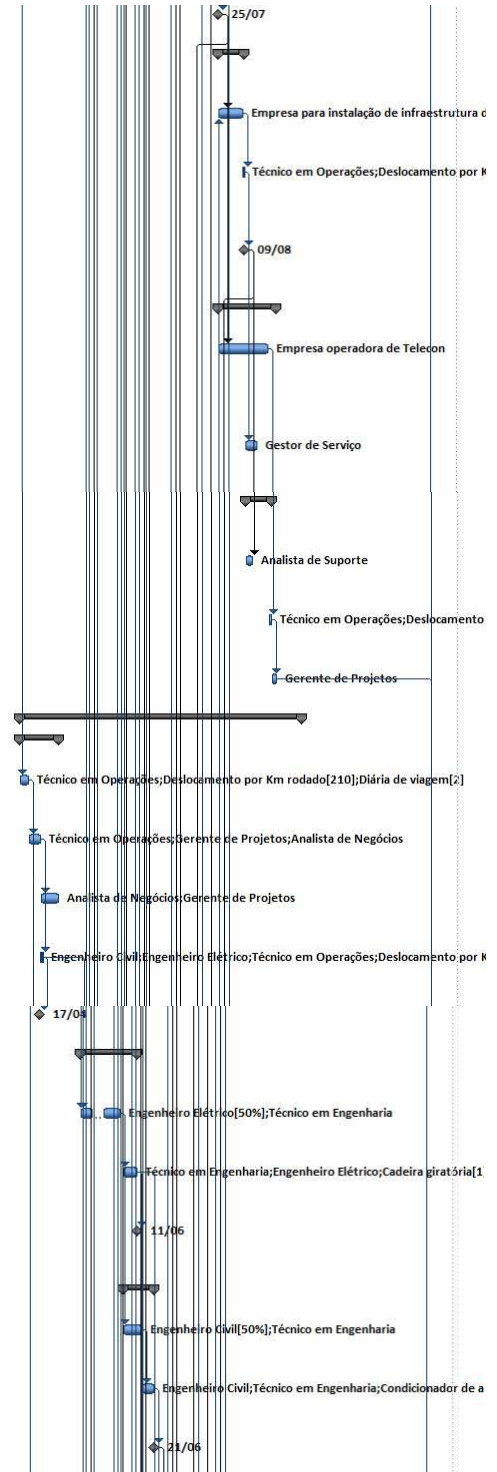 25/07
Empresa para instalação de infraestrutura d
Técnico em Operações;Deslocamento por K
09/08
Empresa operadora de Telecon
Gestor de Serviço
Analista de Suporte
Técnico em Operações;Deslocamento
Gerente de Projetos
Técnico em Operações;Deslocamento por Km rodado[210];Diária de viagem[2]
Técnico em Operações;Gerente de Projetos;Analista de Negócios
Analista de Negócios;Gerente de Projetos
Engenheiro Civil;Engenheiro Elétrico;Técnico em Operações;Deslocamento por K
17/04
Engenheiro Elétrico[50%];Técnico em Engenharia
Técnico em Engenharia;Engenheiro Elétrico;Cadeira giratória[1
11/06
Engenheiro Civil[50%];Técnico em Engenharia
Engenheiro Civil;Técnico em Engenharia;Condicionador de a
21/06